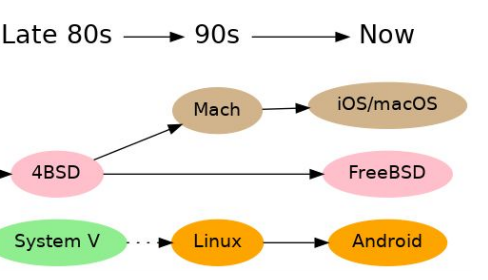 Late 80s 90s Now
Mach iOS/macOS
4BSD FreeBSD
System V Linux Android